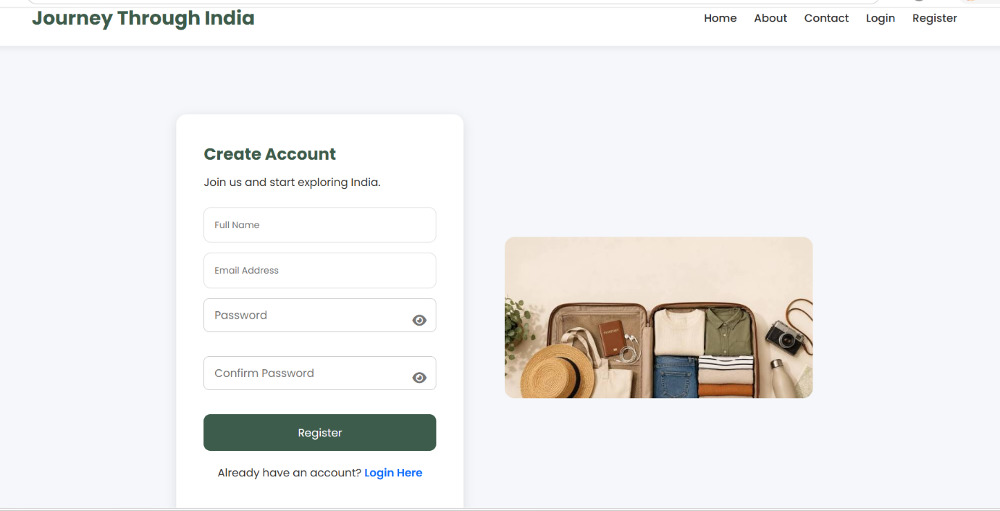 Journey Through India
Home About Contact Login Register
Create Account
Join us and start exploring India.
Full Name
Email Address
Password
Confirm Password
PASSPORT
Register
Already have an account? Login Here